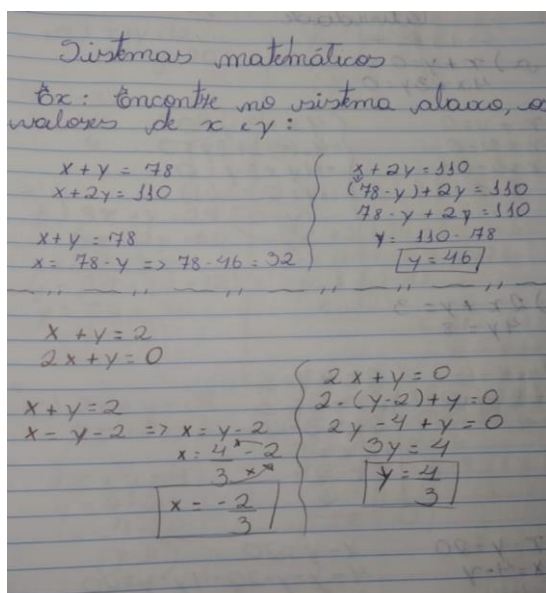 Sistemas matemáticos
Ex: Encontre no sistema abaixo, os
valores de x e y:
x + y = 78
x + 2y = 110
x + y = 78
x = 78 - y => 78 - 46 = 32
x + 2y = 110
(78 - y) + 2y = 110
78 - y + 2y = 110
y = 110 - 78
y = 46
x + y = 2
2x + y = 0
x + y = 2
x - y - 2 => x = y - 2
x = 4/3 - 2
x = -2/3
2x + y = 0
2 · (y - 2) + y = 0
2y - 4 + y = 0
3y = 4
y = 4/3